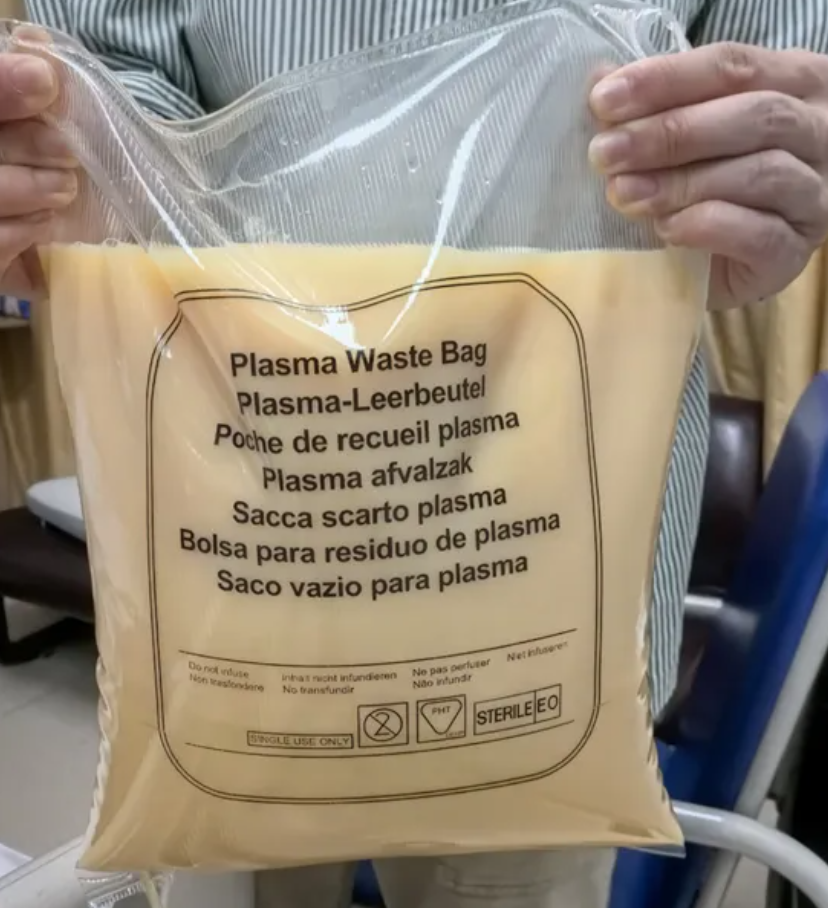 Plasma Waste Bag
Plasma-Leerbeutel
Poche de recueil plasma
Plasma afvalzak
Sacca scarto plasma
Bolsa para residuo de plasma
Saco vazio para plasma
Do not infuse Inhalt nicht infundieren Ne pas perfuser Niet infuseren
Non trasfondere No transfundir Não infundir
SINGLE USE ONLY 2 PHT STERILE EO